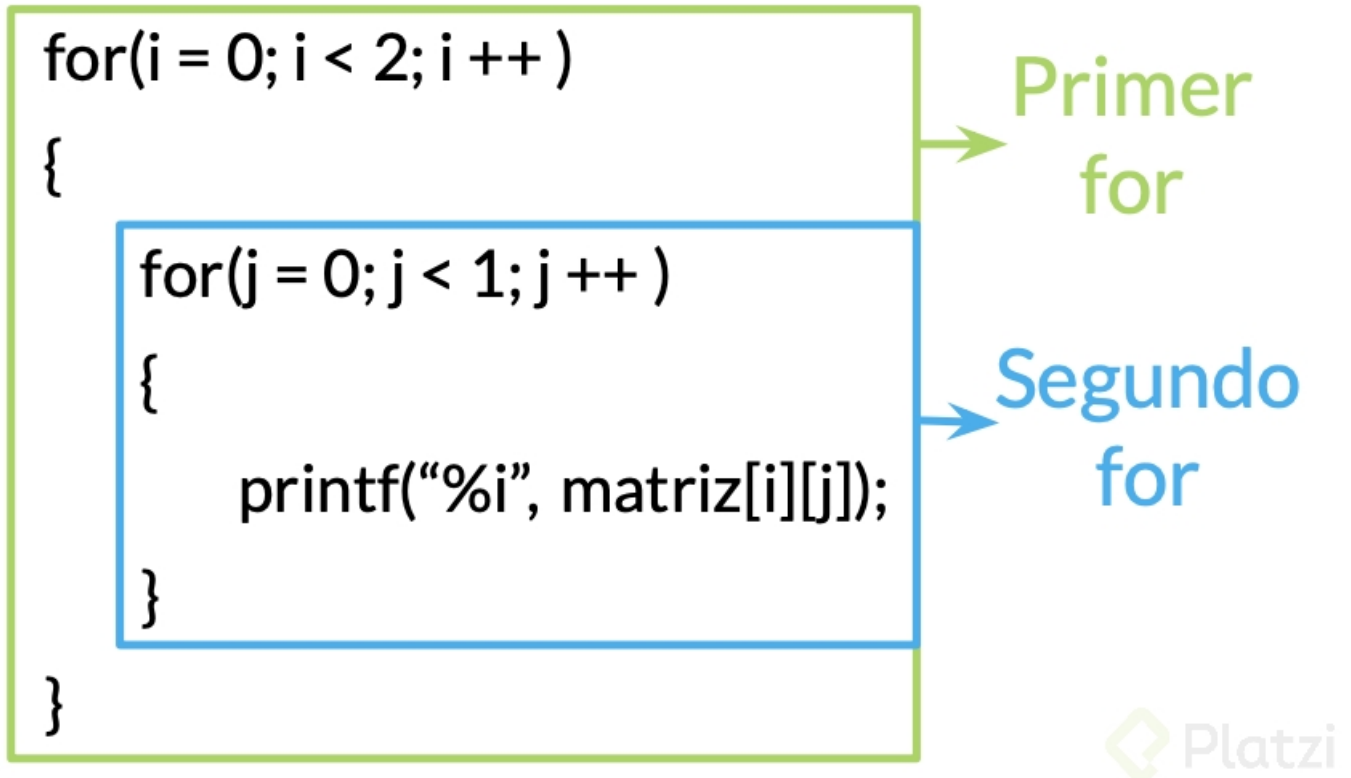 for(i = 0; i < 2; i ++ )
{
for(j = 0; j < 1; j ++ )
{
printf(“%i”, matriz[i][j]);
}
}
Primer
for
Segundo
for
Platzi